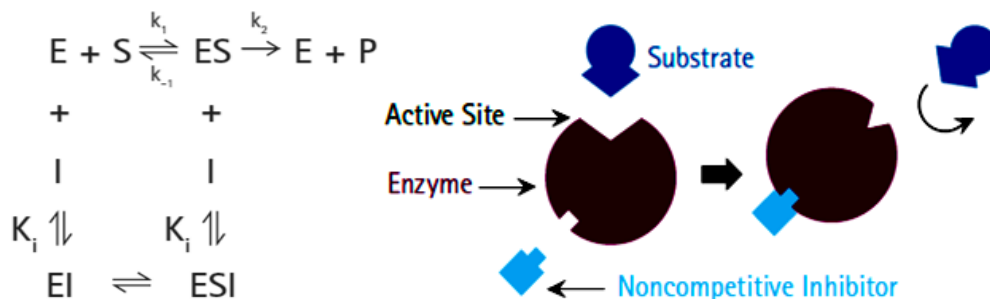 k₁ k₂
E + S ⇌ ES → E + P
k₋₁
+ +
I I
Kᵢ ⥮ Kᵢ ⥮
EI ⇌ ESI
Substrate
Active Site
Enzyme
Noncompetitive Inhibitor